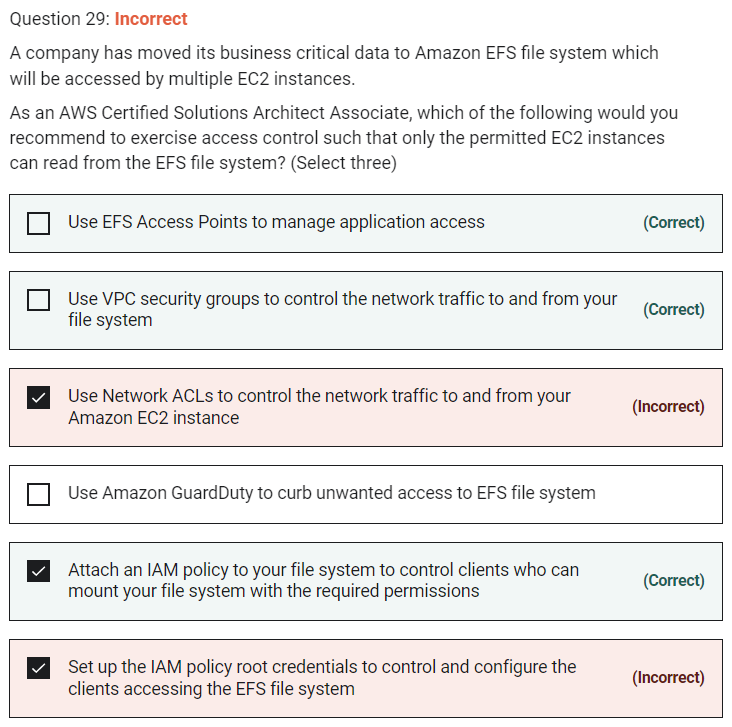 Question 29: Incorrect
A company has moved its business critical data to Amazon EFS file system which
will be accessed by multiple EC2 instances.
As an AWS Certified Solutions Architect Associate, which of the following would you
recommend to exercise access control such that only the permitted EC2 instances
can read from the EFS file system? (Select three)
Use EFS Access Points to manage application access (Correct)
Use VPC security groups to control the network traffic to and from your
file system (Correct)
Use Network ACLs to control the network traffic to and from your
Amazon EC2 instance (Incorrect)
Use Amazon GuardDuty to curb unwanted access to EFS file system
Attach an IAM policy to your file system to control clients who can
mount your file system with the required permissions (Correct)
Set up the IAM policy root credentials to control and configure the
clients accessing the EFS file system (Incorrect)